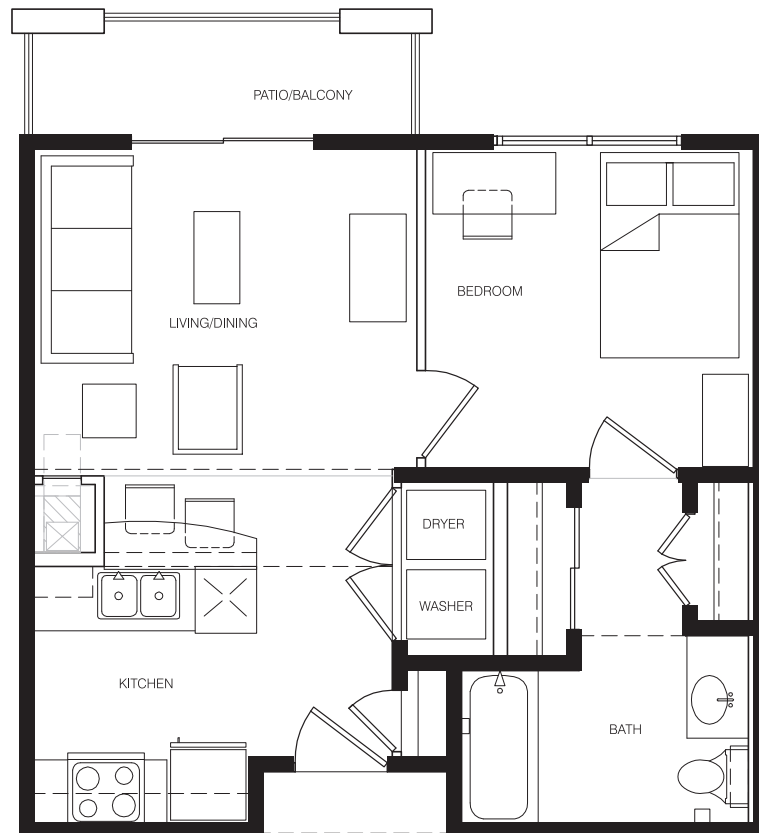 PATIO/BALCONY
BEDROOM
LIVING/DINING
DRYER
WASHER
KITCHEN
BATH